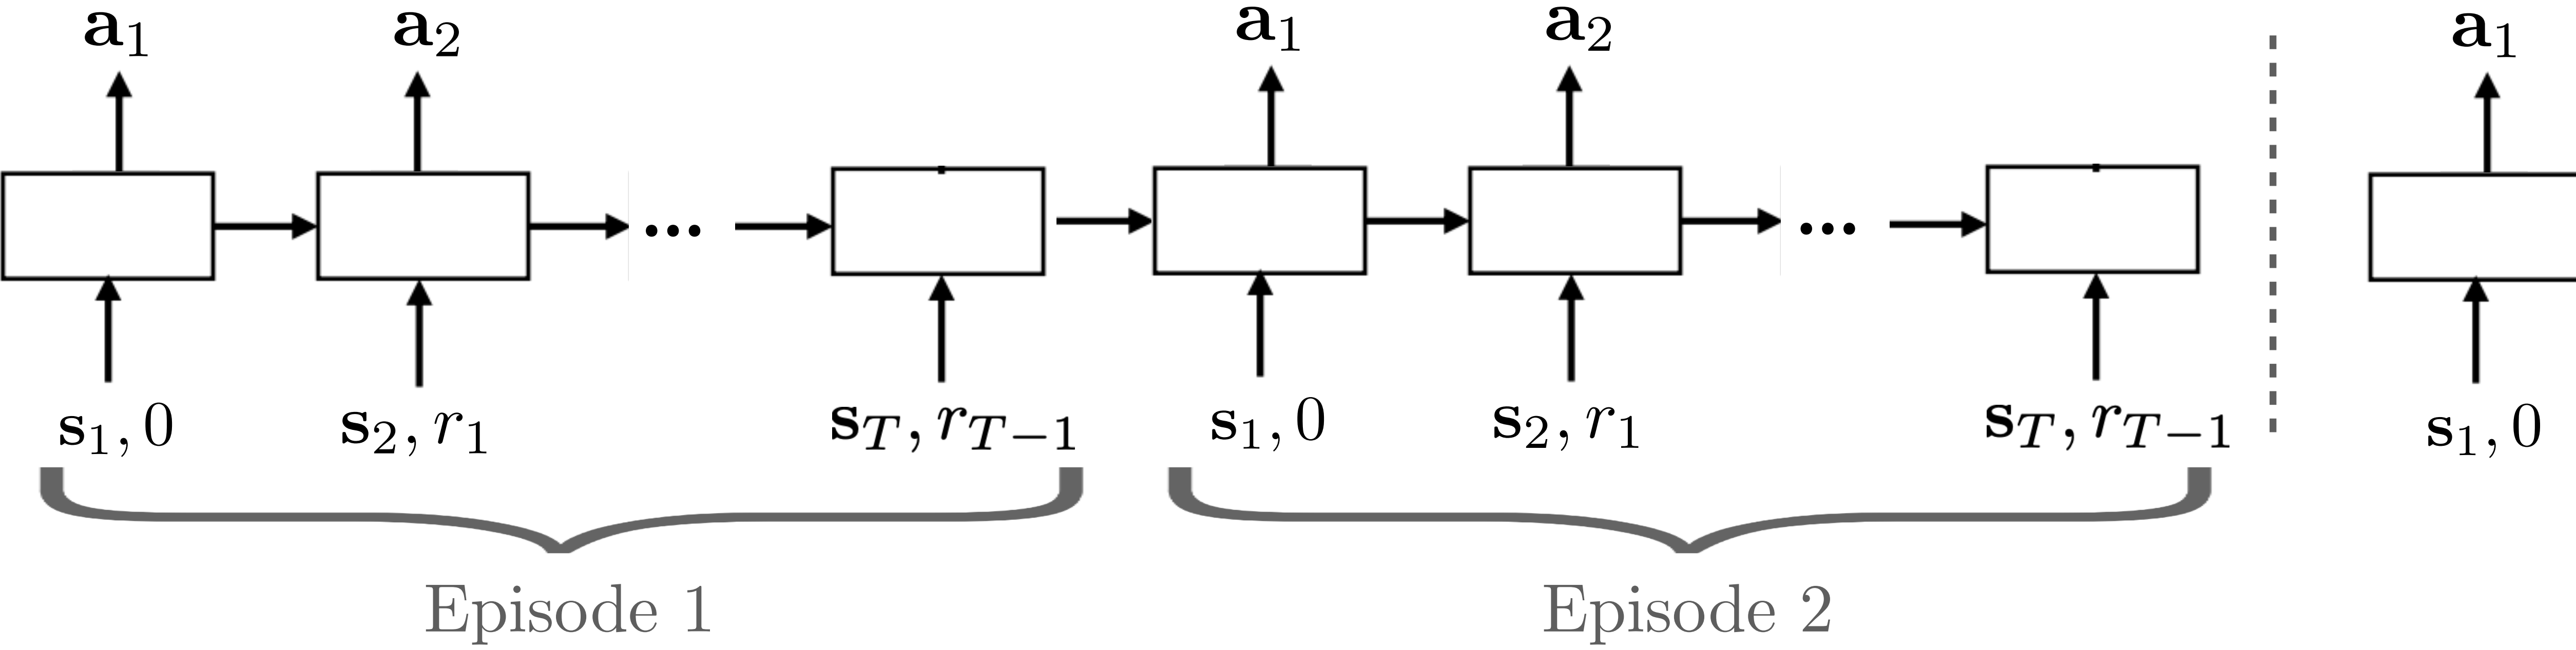 a₁ a₂ a₁ a₂ a₁
... ...
s₁, 0 s₂, r₁ s_T, r_{T−1} s₁, 0 s₂, r₁ s_T, r_{T−1} s₁, 0
Episode 1 Episode 2